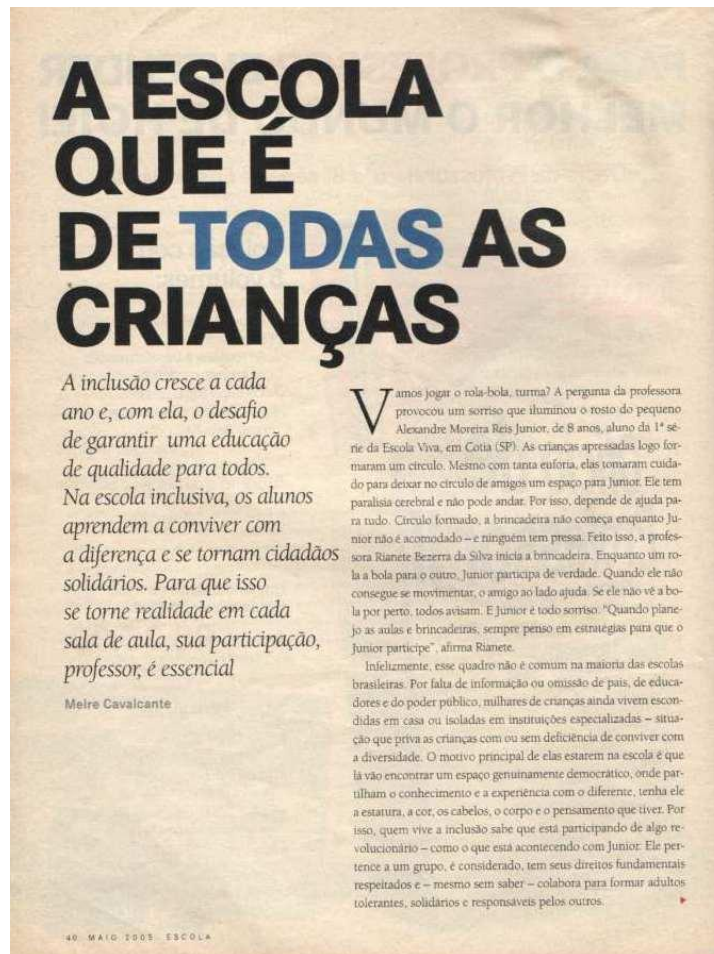 A ESCOLA
QUE É
DE TODAS AS
CRIANÇAS
A inclusão cresce a cada
ano e, com ela, o desafio
de garantir uma educação
de qualidade para todos.
Na escola inclusiva, os alunos
aprendem a conviver com
a diferença e se tornam cidadãos
solidários. Para que isso
se torne realidade em cada
sala de aula, sua participação,
professor, é essencial
Meire Cavalcante
Vamos jogar o rola-bola, turma? A pergunta da professora
provocou um sorriso que iluminou o rosto do pequeno
Alexandre Moreira Reis Junior, de 8 anos, aluno da 1ª sé-
rie da Escola Viva, em Cotia (SP). As crianças apressadas logo for-
maram um círculo. Mesmo com tanta euforia, elas tomaram cuida-
do para deixar no círculo de amigos um espaço para Junior. Ele tem
paralisia cerebral e não pode andar. Por isso, depende de ajuda pa-
ra tudo. Círculo formado, a brincadeira não começa enquanto Ju-
nior não é acomodado – e ninguém tem pressa. Feito isso, a profes-
sora Rianete Bezerra da Silva inicia a brincadeira. Enquanto um ro-
la a bola para o outro, Junior participa de verdade. Quando ele não
consegue se movimentar, o amigo ao lado ajuda. Se ele não vê a bo-
la por perto, todos avisam. E Junior é todo sorriso. "Quando plane-
jo as aulas e brincadeiras, sempre penso em estratégias para que o
Junior participe", afirma Rianete.
Infelizmente, esse quadro não é comum na maioria das escolas
brasileiras. Por falta de informação ou omissão de pais, de educa-
dores e do poder público, milhares de crianças ainda vivem escon-
didas em casa ou isoladas em instituições especializadas – situa-
ção que priva as crianças com ou sem deficiência de conviver com
a diversidade. O motivo principal de elas estarem na escola é que
lá vão encontrar um espaço genuinamente democrático, onde par-
tilham o conhecimento e a experiência com o diferente, tenha ele
a estatura, a cor, os cabelos, o corpo e o pensamento que tiver. Por
isso, quem vive a inclusão sabe que está participando de algo re-
volucionário – como o que está acontecendo com Junior. Ele per-
tence a um grupo, é considerado, tem seus direitos fundamentais
respeitados e – mesmo sem saber – colabora para formar adultos
tolerantes, solidários e responsáveis pelos outros.
40 MAIO 2005 ESCOLA